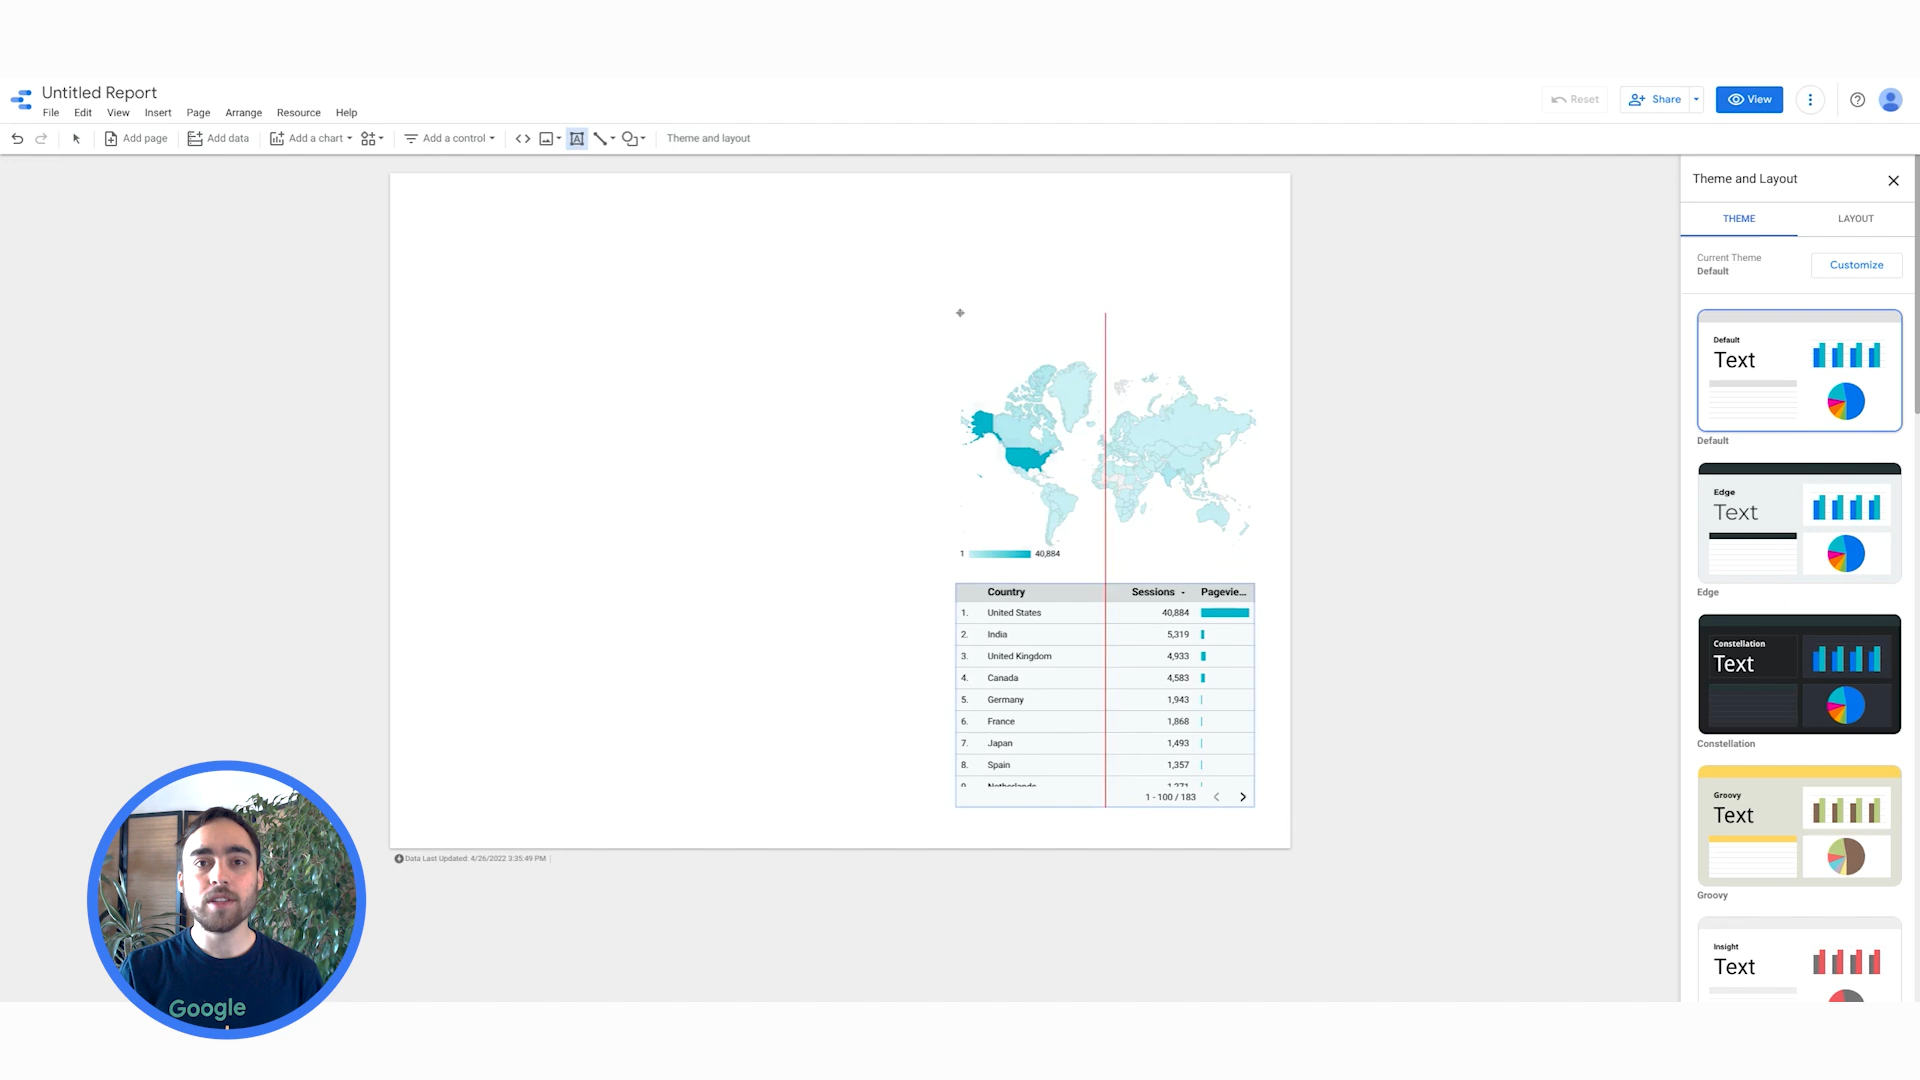 Untitled Report
File Edit View Insert Page Arrange Resource Help
Reset Share View
Add page Add data Add a chart Add a control Theme and layout
Theme and Layout
THEME LAYOUT
Current Theme
Default
Customize
Default
Text
Default
Edge
Text
Edge
Constellation
Text
Constellation
Groovy
Text
Groovy
Insight
Text
1 40,884
Country Sessions Pagevie...
1. United States 40,884
2. India 5,319
3. United Kingdom 4,933
4. Canada 4,583
5. Germany 1,943
6. France 1,868
7. Japan 1,493
8. Spain 1,357
9. Netherlands 1,271
1 - 100 / 183
Data Last Updated: 4/26/2022 3:35:49 PM
Google